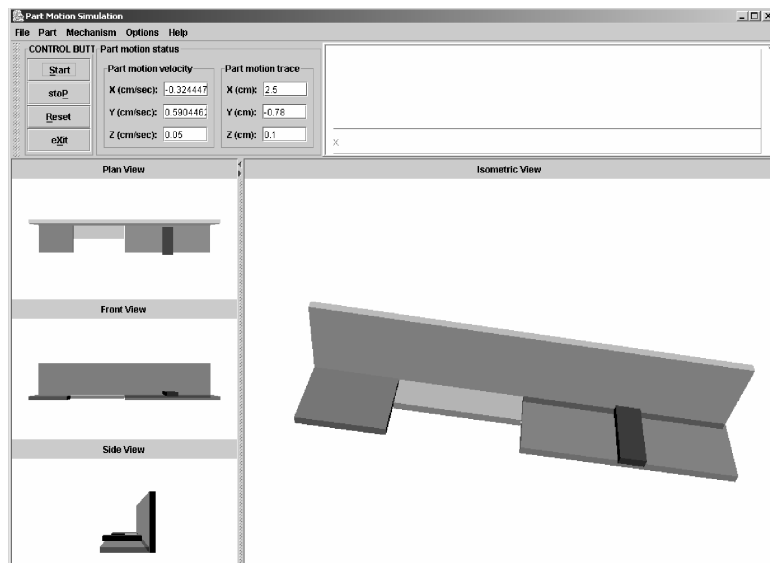 Part Motion Simulation
File Part Mechanism Options Help
CONTROL BUTT
Start
stoP
Reset
eXit
Part motion status
Part motion velocity
X (cm/sec): -0.324447
Y (cm/sec): 0.5904462
Z (cm/sec): 0.05
Part motion trace
X (cm): 2.5
Y (cm): -0.78
Z (cm): 0.1
X
Plan View
Front View
Side View
Isometric View